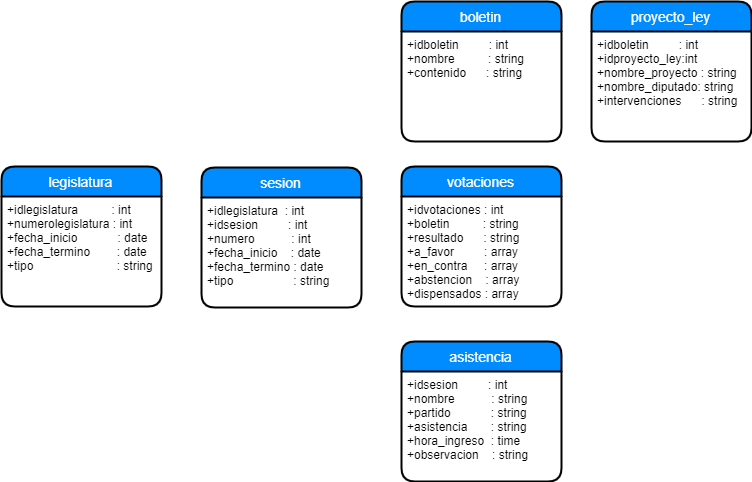 boletin
+idboletin : int
+nombre : string
+contenido : string
proyecto_ley
+idboletin : int
+idproyecto_ley:int
+nombre_proyecto : string
+nombre_diputado: string
+intervenciones : string
legislatura
+idlegislatura : int
+numerolegislatura : int
+fecha_inicio : date
+fecha_termino : date
+tipo : string
sesion
+idlegislatura : int
+idsesion : int
+numero : int
+fecha_inicio : date
+fecha_termino : date
+tipo : string
votaciones
+idvotaciones : int
+boletin : string
+resultado : string
+a_favor : array
+en_contra : array
+abstencion : array
+dispensados : array
asistencia
+idsesion : int
+nombre : string
+partido : string
+asistencia : string
+hora_ingreso : time
+observacion : string